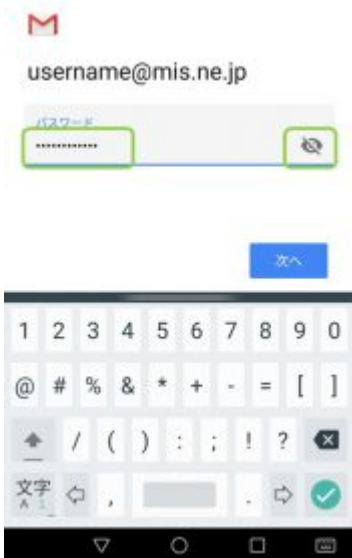 username@mis.ne.jp
パスワード
••••••••••••
次へ
1 2 3 4 5 6 7 8 9 0
@ # % & * + - = [ ]
/ ( ) : ; ! ?
文字 , .